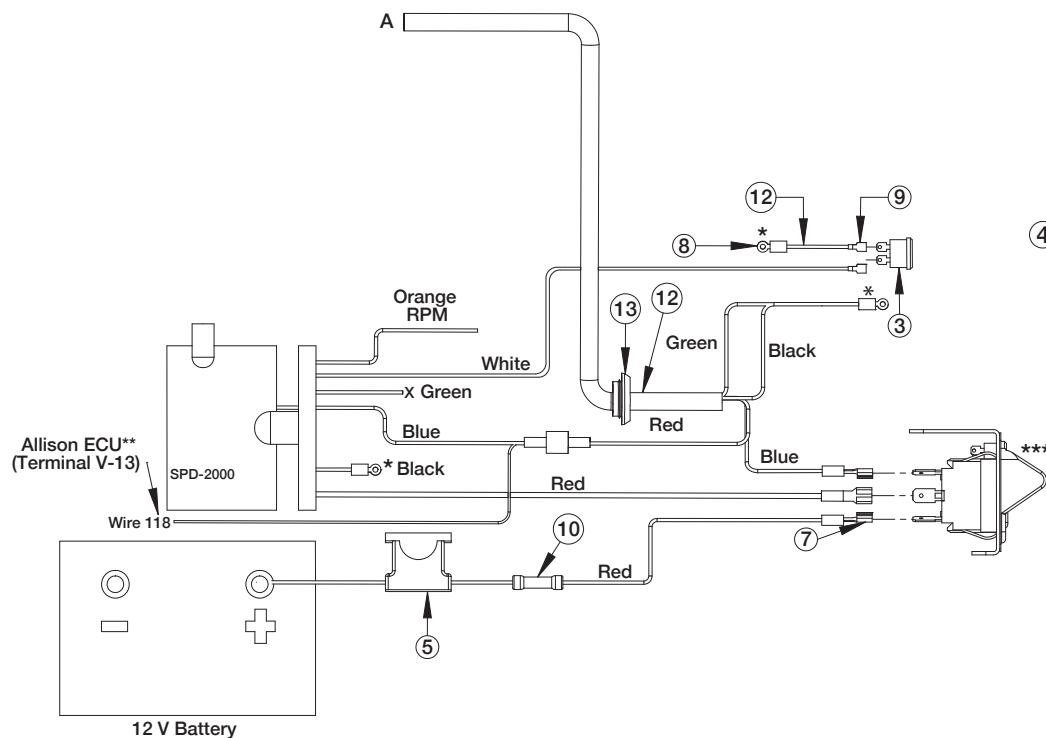 A
12
9
4
*
8
Orange
RPM
*
3
13
12
Green
Black
White
x Green
Red
Blue
Allison ECU**
(Terminal V-13)
SPD-2000
* Black
Blue
***
Red
Wire 118
7
10
Red
5
12 V Battery